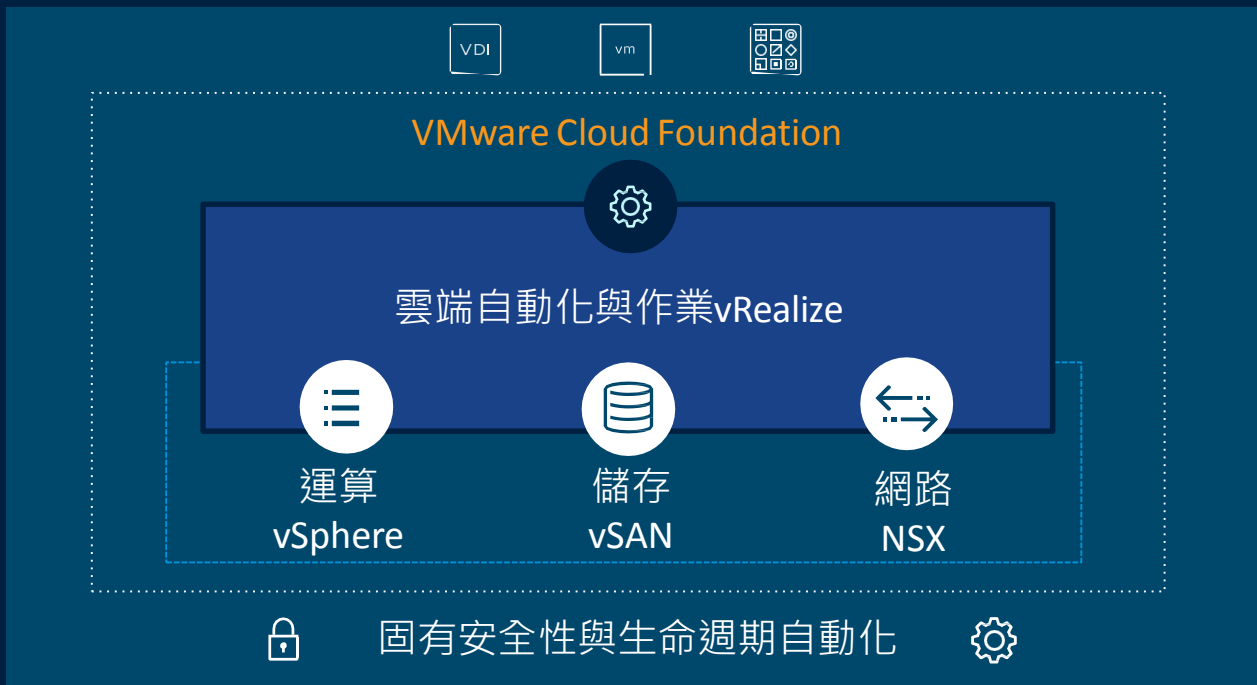 VDI
vm
VMware Cloud Foundation
雲端自動化與作業vRealize
運算
vSphere
儲存
vSAN
網路
NSX
固有安全性與生命週期自動化